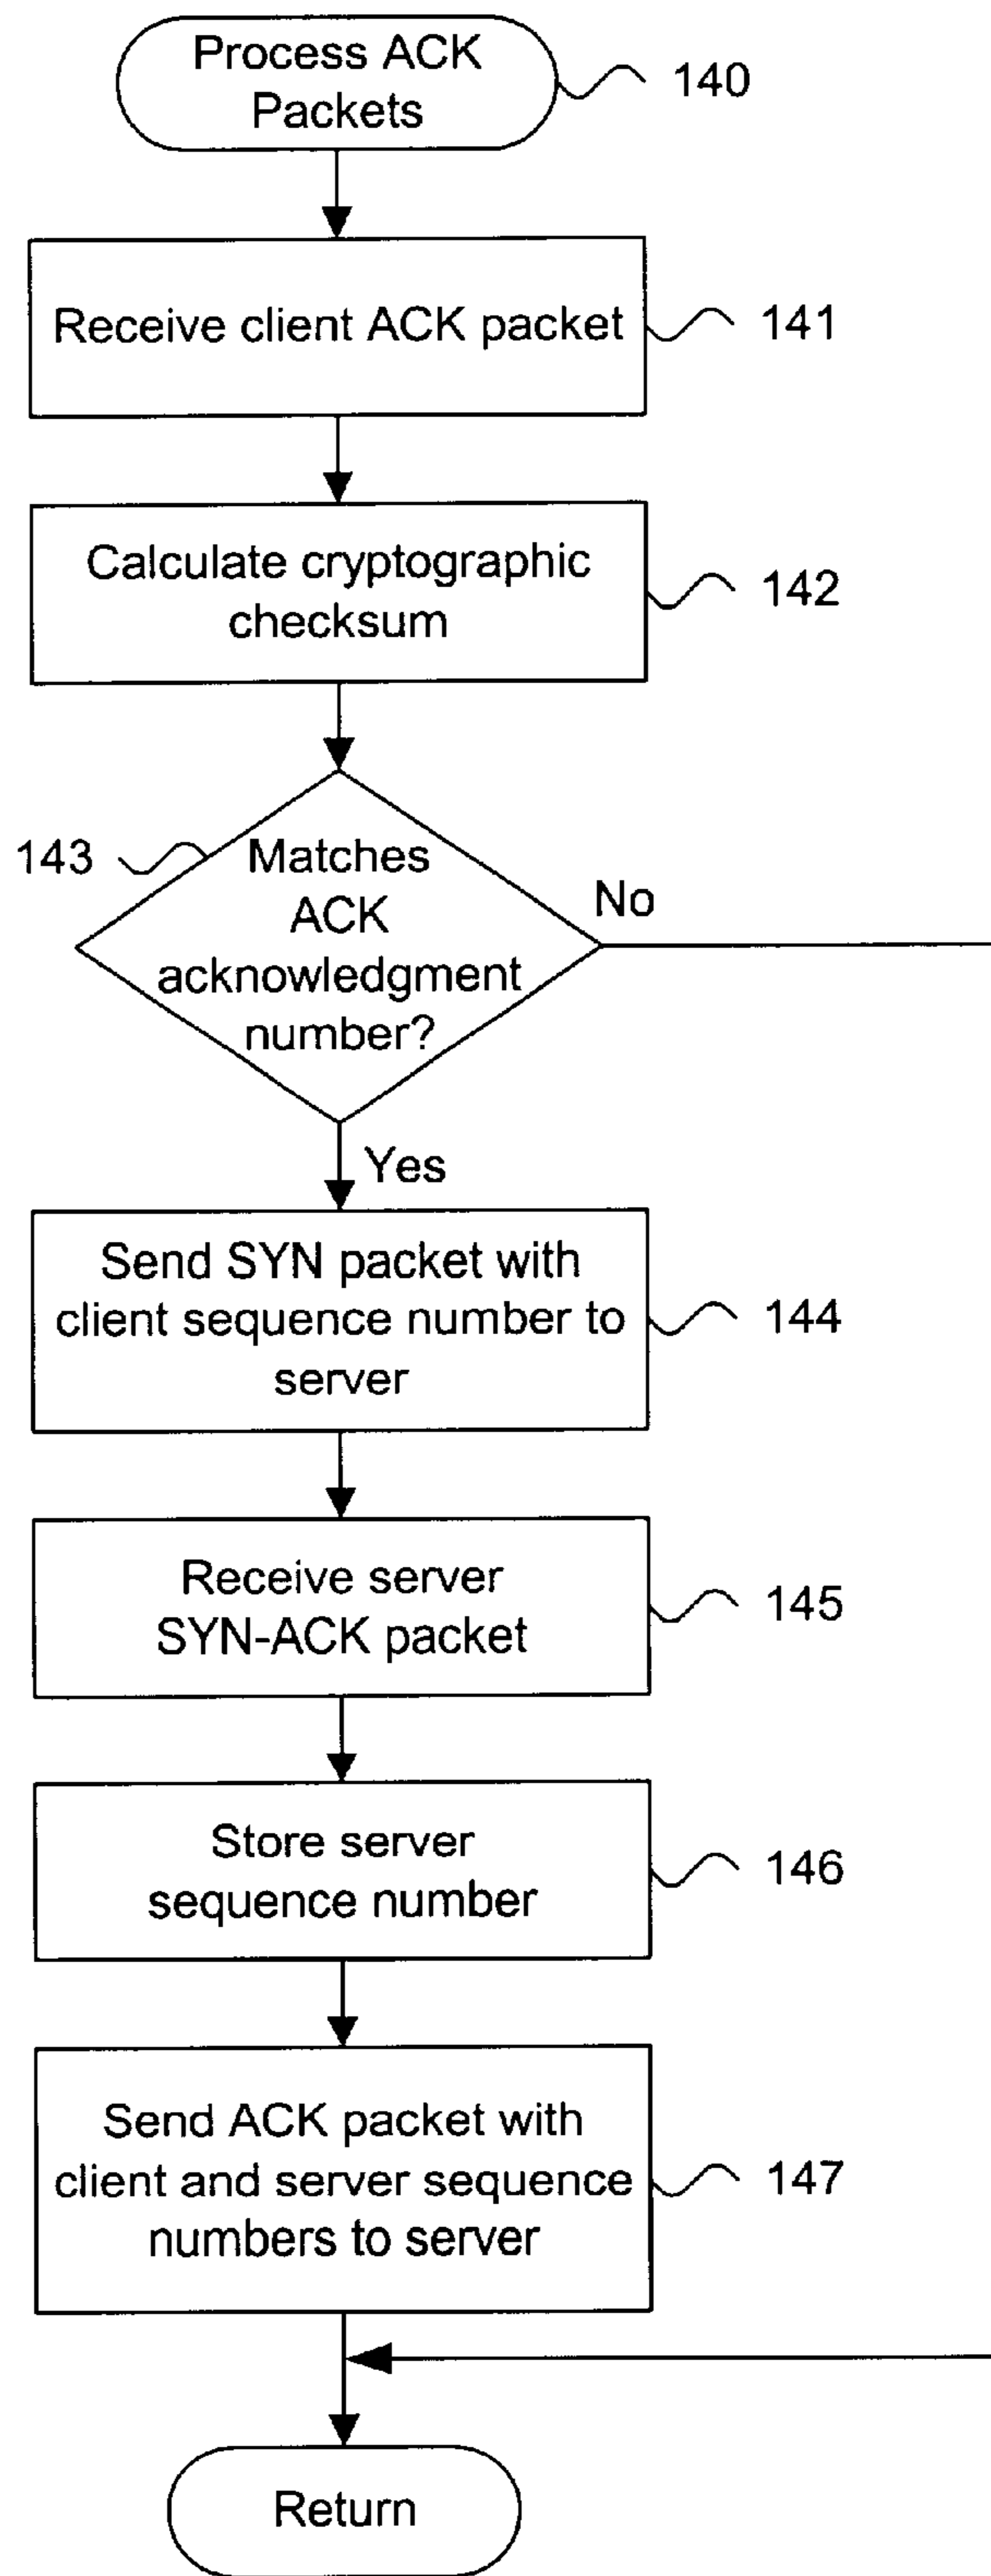 Process ACK
Packets
140
Receive client ACK packet
141
Calculate cryptographic
checksum
142
143
Matches
ACK
acknowledgment
number?
No
Yes
Send SYN packet with
client sequence number to
server
144
Receive server
SYN-ACK packet
145
Store server
sequence number
146
Send ACK packet with
client and server sequence
numbers to server
147
Return